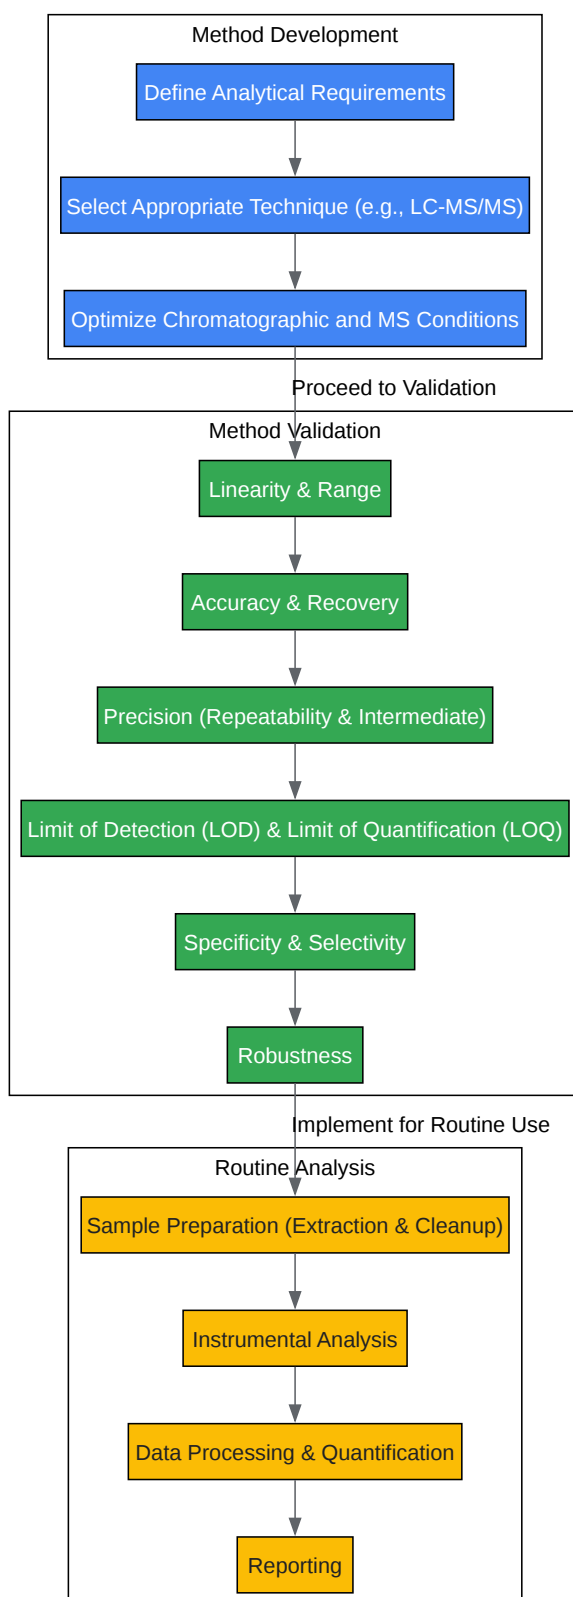 Method Development
Define Analytical Requirements
Select Appropriate Technique (e.g., LC-MS/MS)
Optimize Chromatographic and MS Conditions
Proceed to Validation
Method Validation
Linearity & Range
Accuracy & Recovery
Precision (Repeatability & Intermediate)
Limit of Detection (LOD) & Limit of Quantification (LOQ)
Specificity & Selectivity
Robustness
Implement for Routine Use
Routine Analysis
Sample Preparation (Extraction & Cleanup)
Instrumental Analysis
Data Processing & Quantification
Reporting